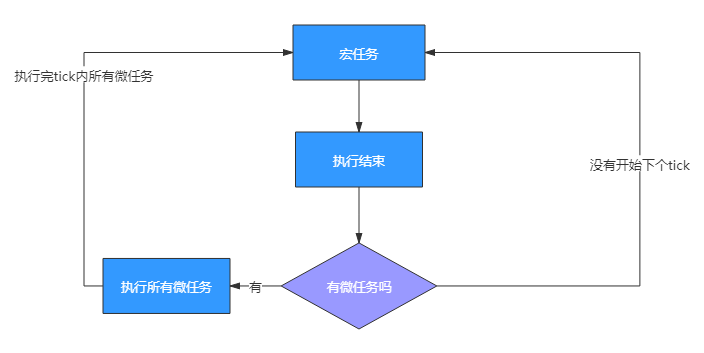 宏任务
执行完tick内所有微任务
执行结束
没有开始下个tick
执行所有微任务
有
有微任务吗